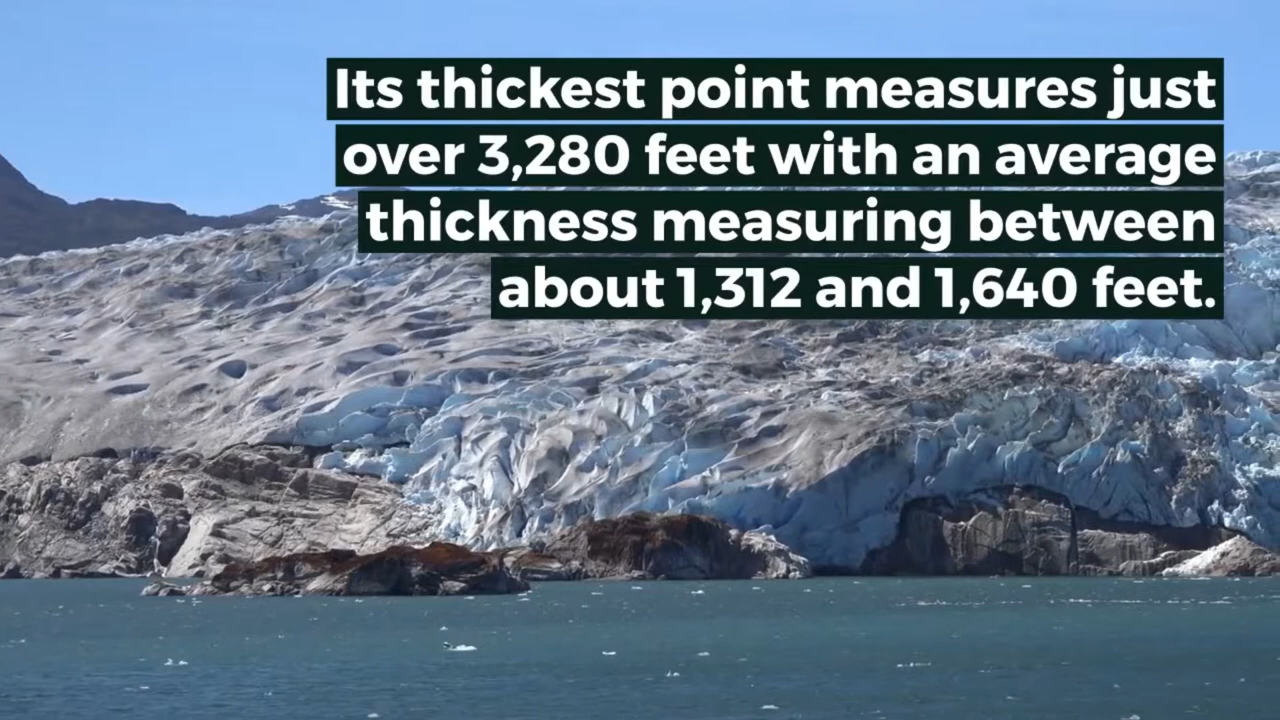 Its thickest point measures just
over 3,280 feet with an average
thickness measuring between
about 1,312 and 1,640 feet.